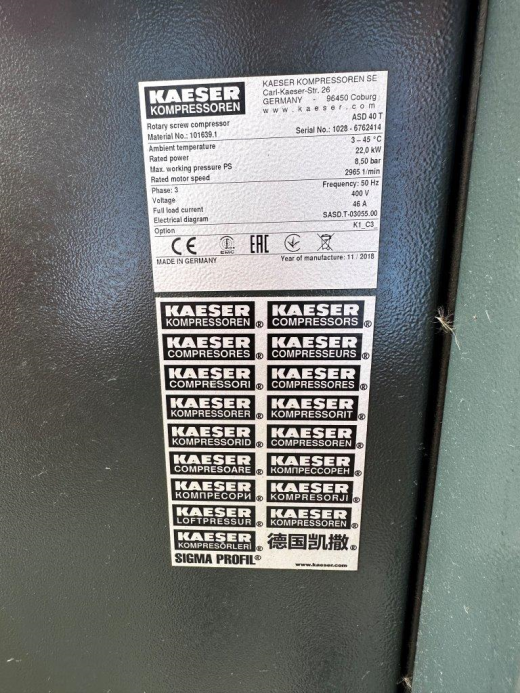 KAESER
KOMPRESSOREN
KAESER KOMPRESSOREN SE
Carl-Kaeser-Str. 26
GERMANY - 96450 Coburg
www.kaeser.com
Rotary screw compressor ASD 40 T
Material No.: 101639.1 Serial No.: 1028 - 6762414
Ambient temperature 3 – 45 °C
Rated power 22,0 kW
Max. working pressure PS 8,50 bar
Rated motor speed 2965 1/min
Phase: 3 Frequency: 50 Hz
Voltage 400 V
Full load current 46 A
Electrical diagram SASD.T-03055.00
Option K1_C3
CE EAC
MADE IN GERMANY Year of manufacture: 11 / 2018
KAESER KAESER
KOMPRESSOREN® COMPRESSORS®
KAESER KAESER
COMPRESORES® COMPRESSEURS®
KAESER KAESER
COMPRESSORI® COMPRESSORES®
KAESER KAESER
KOMPRESSORER® KOMPRESSORIT®
KAESER KAESER
KOMPRESSORID® COMPRESSOREN®
KAESER KAESER
COMPRESOARE® КОМПРЕССОРЕН®
KAESER KAESER
КОМПРЕСОРИ® KOMPRESORJI®
KAESER KAESER
LOFTPRESSUR® KOMPRESSOREN®
KAESER 德国凯撒®
KOMPRESÖRLERİ®
SIGMA PROFIL® www.kaeser.com